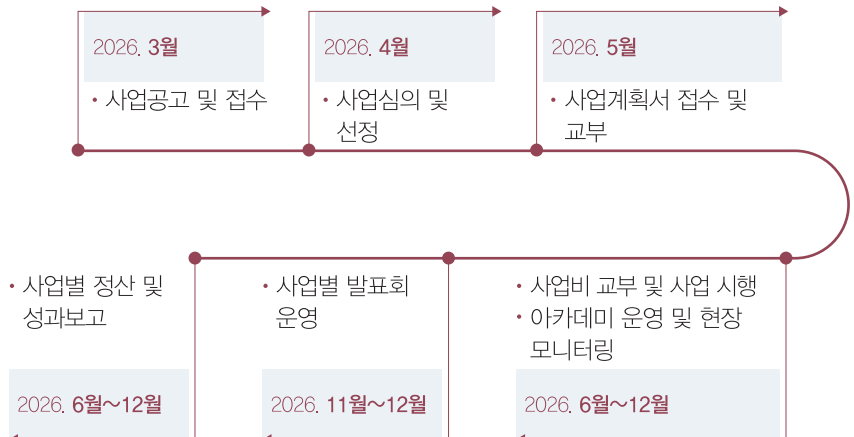 2026. 3월
• 사업공고 및 접수
2026. 4월
• 사업심의 및
선정
2026. 5월
• 사업계획서 접수 및
교부
• 사업비 교부 및 사업 시행
• 아카데미 운영 및 현장
모니터링
2026. 6월~12월
• 사업별 발표회
운영
2026. 11월~12월
• 사업별 정산 및
성과보고
2026. 6월~12월